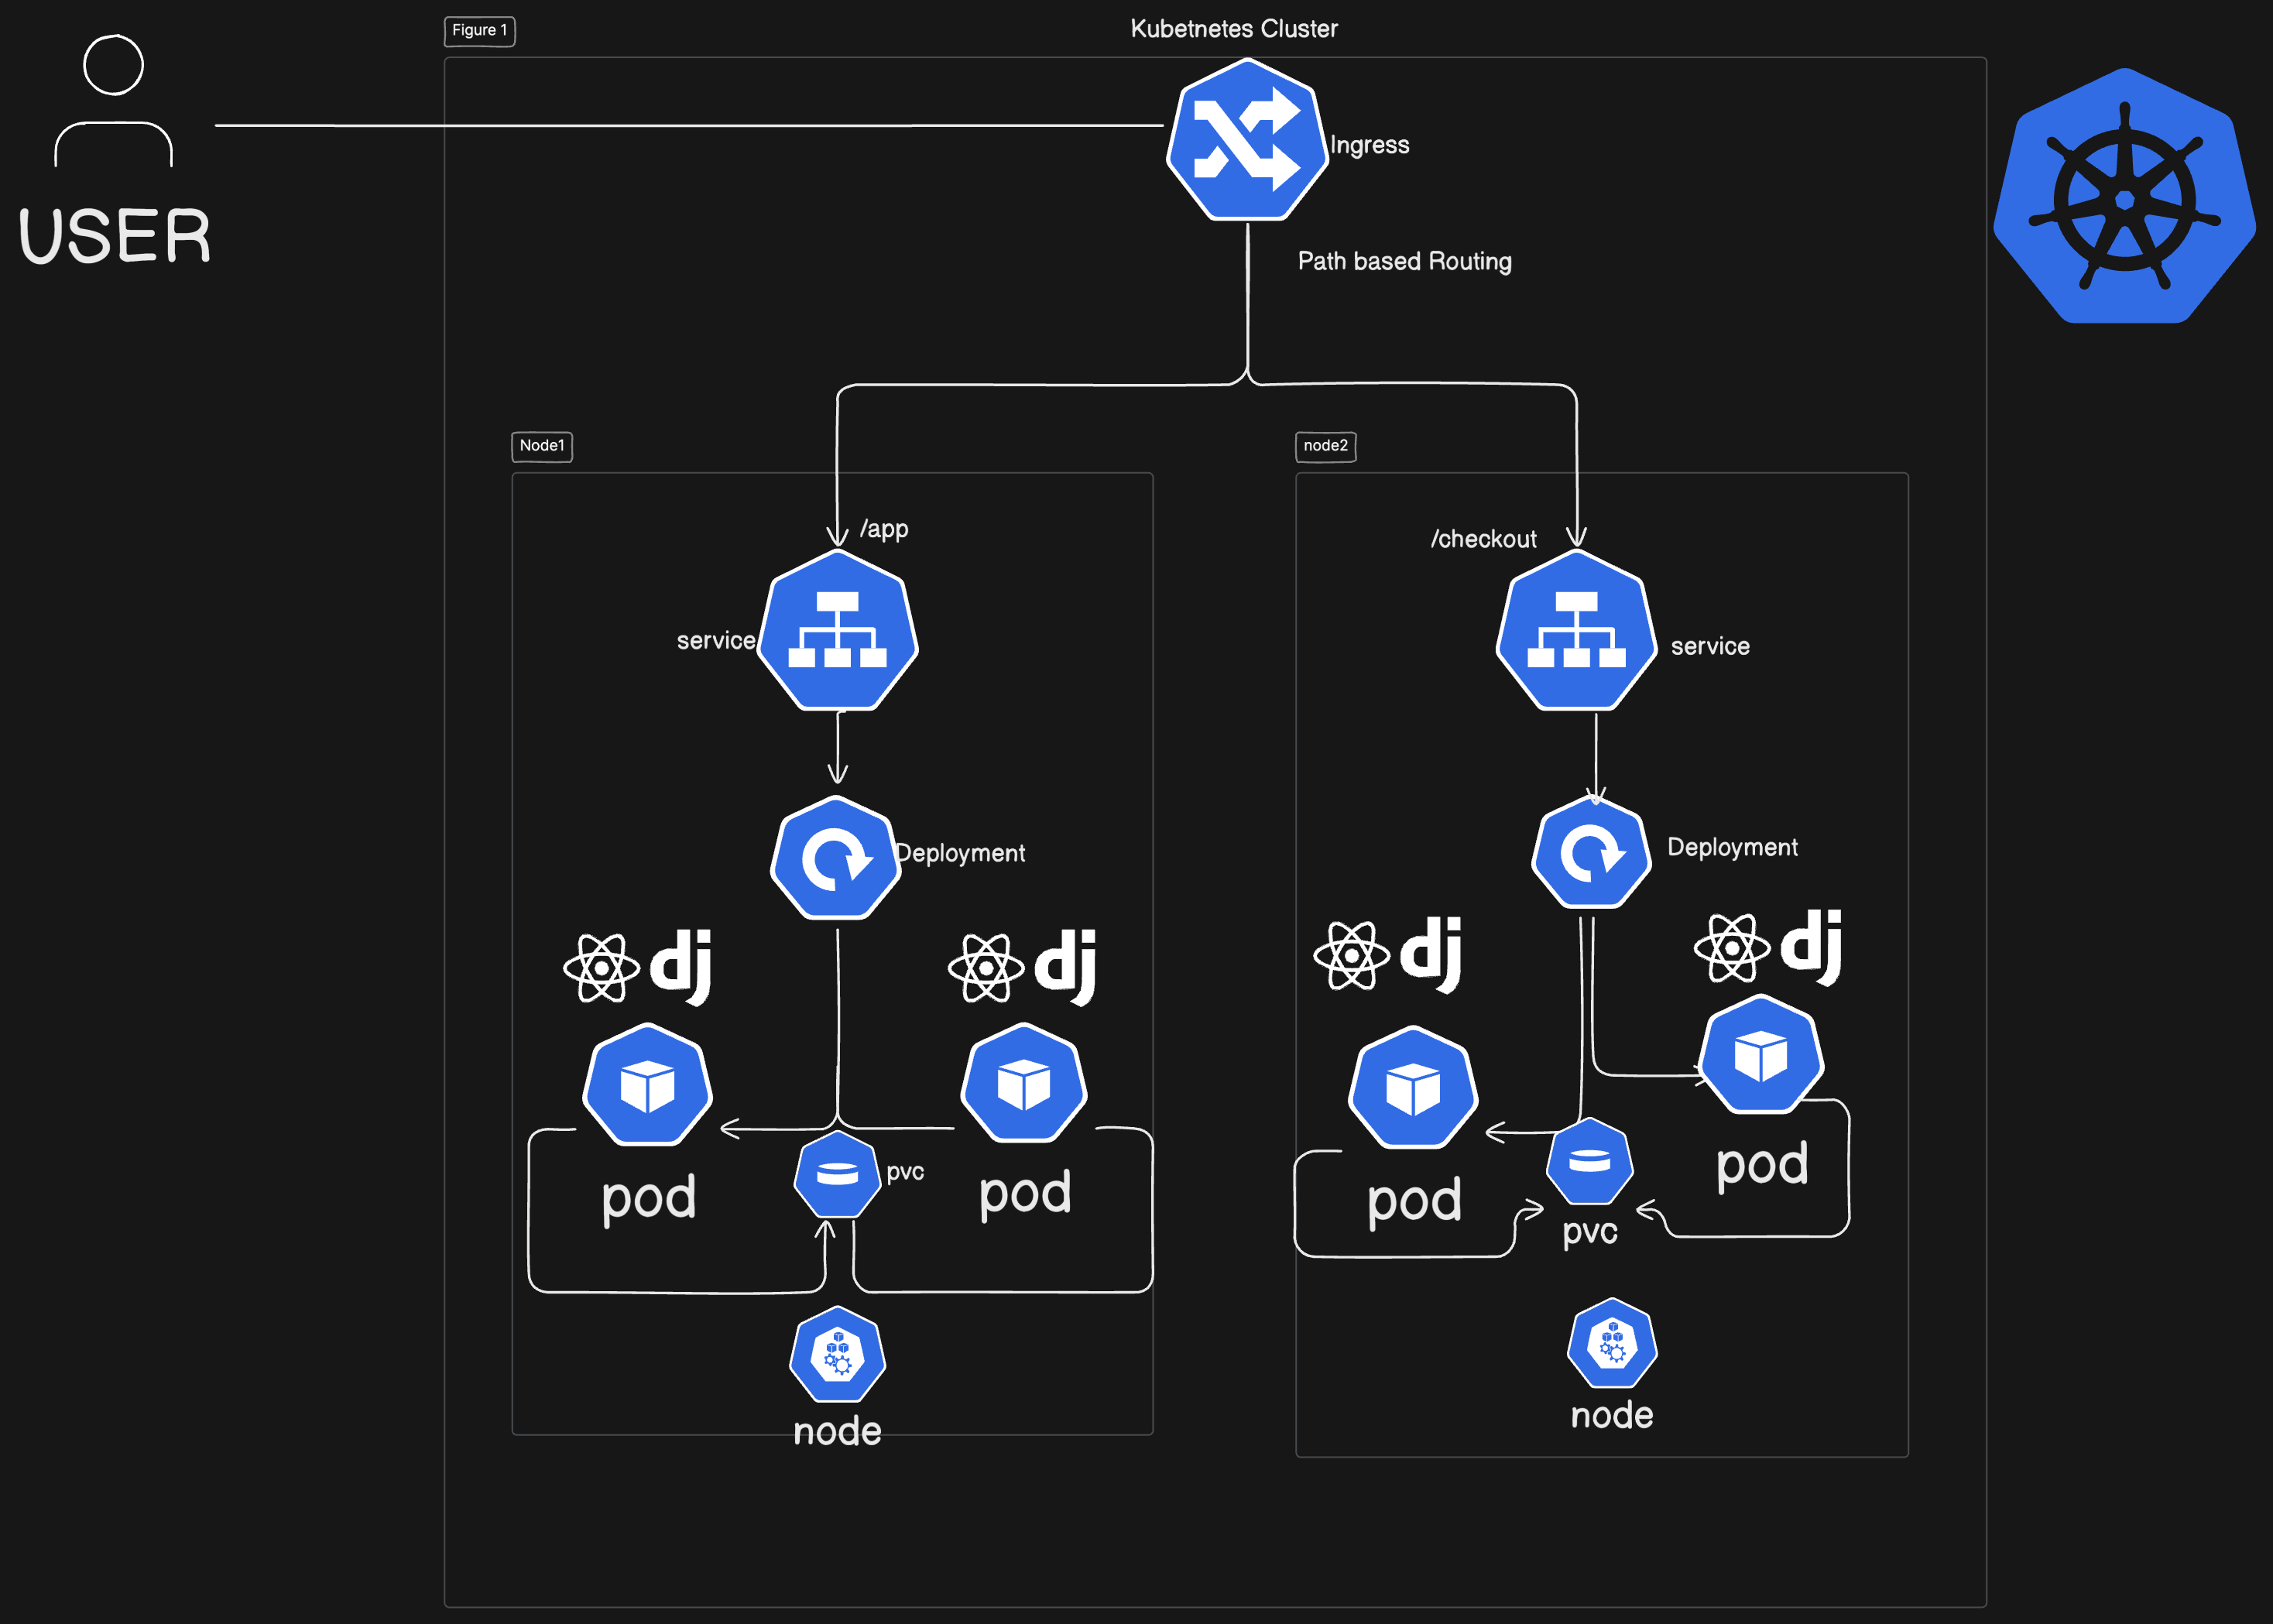 Figure 1
Kubetnetes Cluster
USER
Ingress
Path based Routing
Node1
node2
/app
/checkout
service
service
Deployment
Deployment
dj
dj
dj
dj
pod
pvc
pod
pod
pvc
pod
node
node